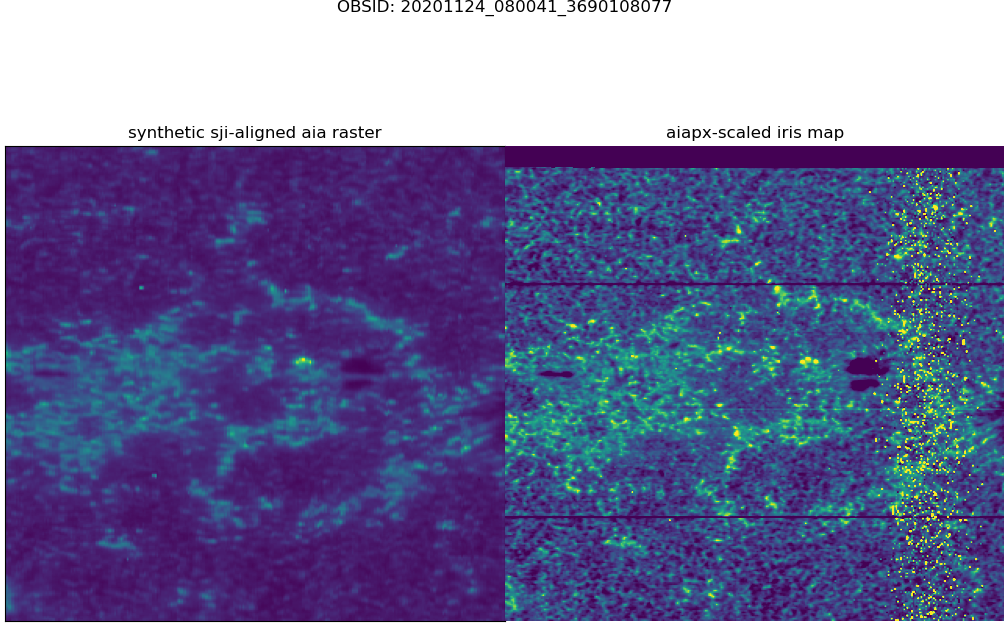 OBSID: 20201124_080041_3690108077
synthetic sji-aligned aia raster
aiapx-scaled iris map